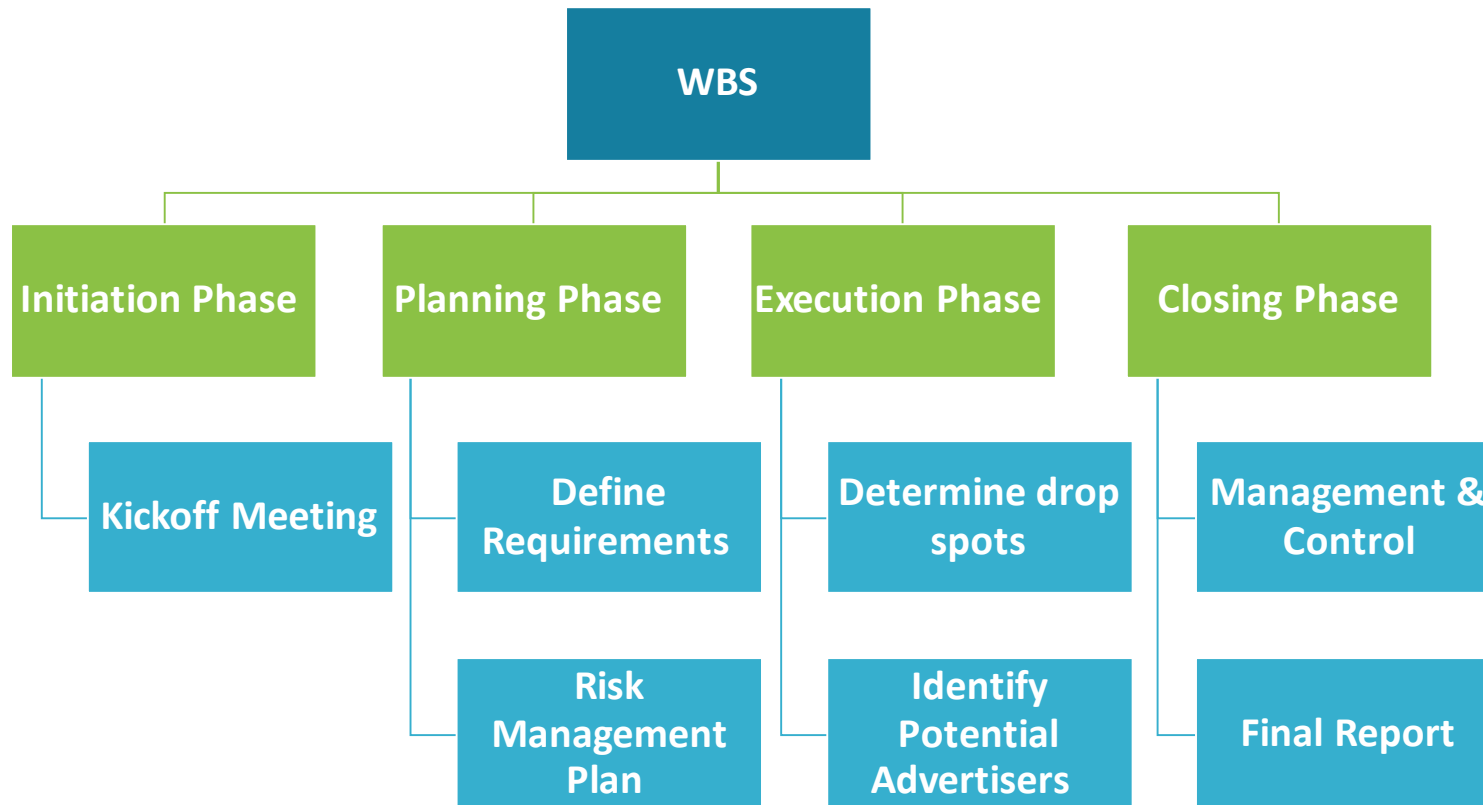 WBS
Initiation Phase
Planning Phase
Execution Phase
Closing Phase
Kickoff Meeting
Define
Requirements
Determine drop
spots
Management &
Control
Risk
Management
Plan
Identify
Potential
Advertisers
Final Report